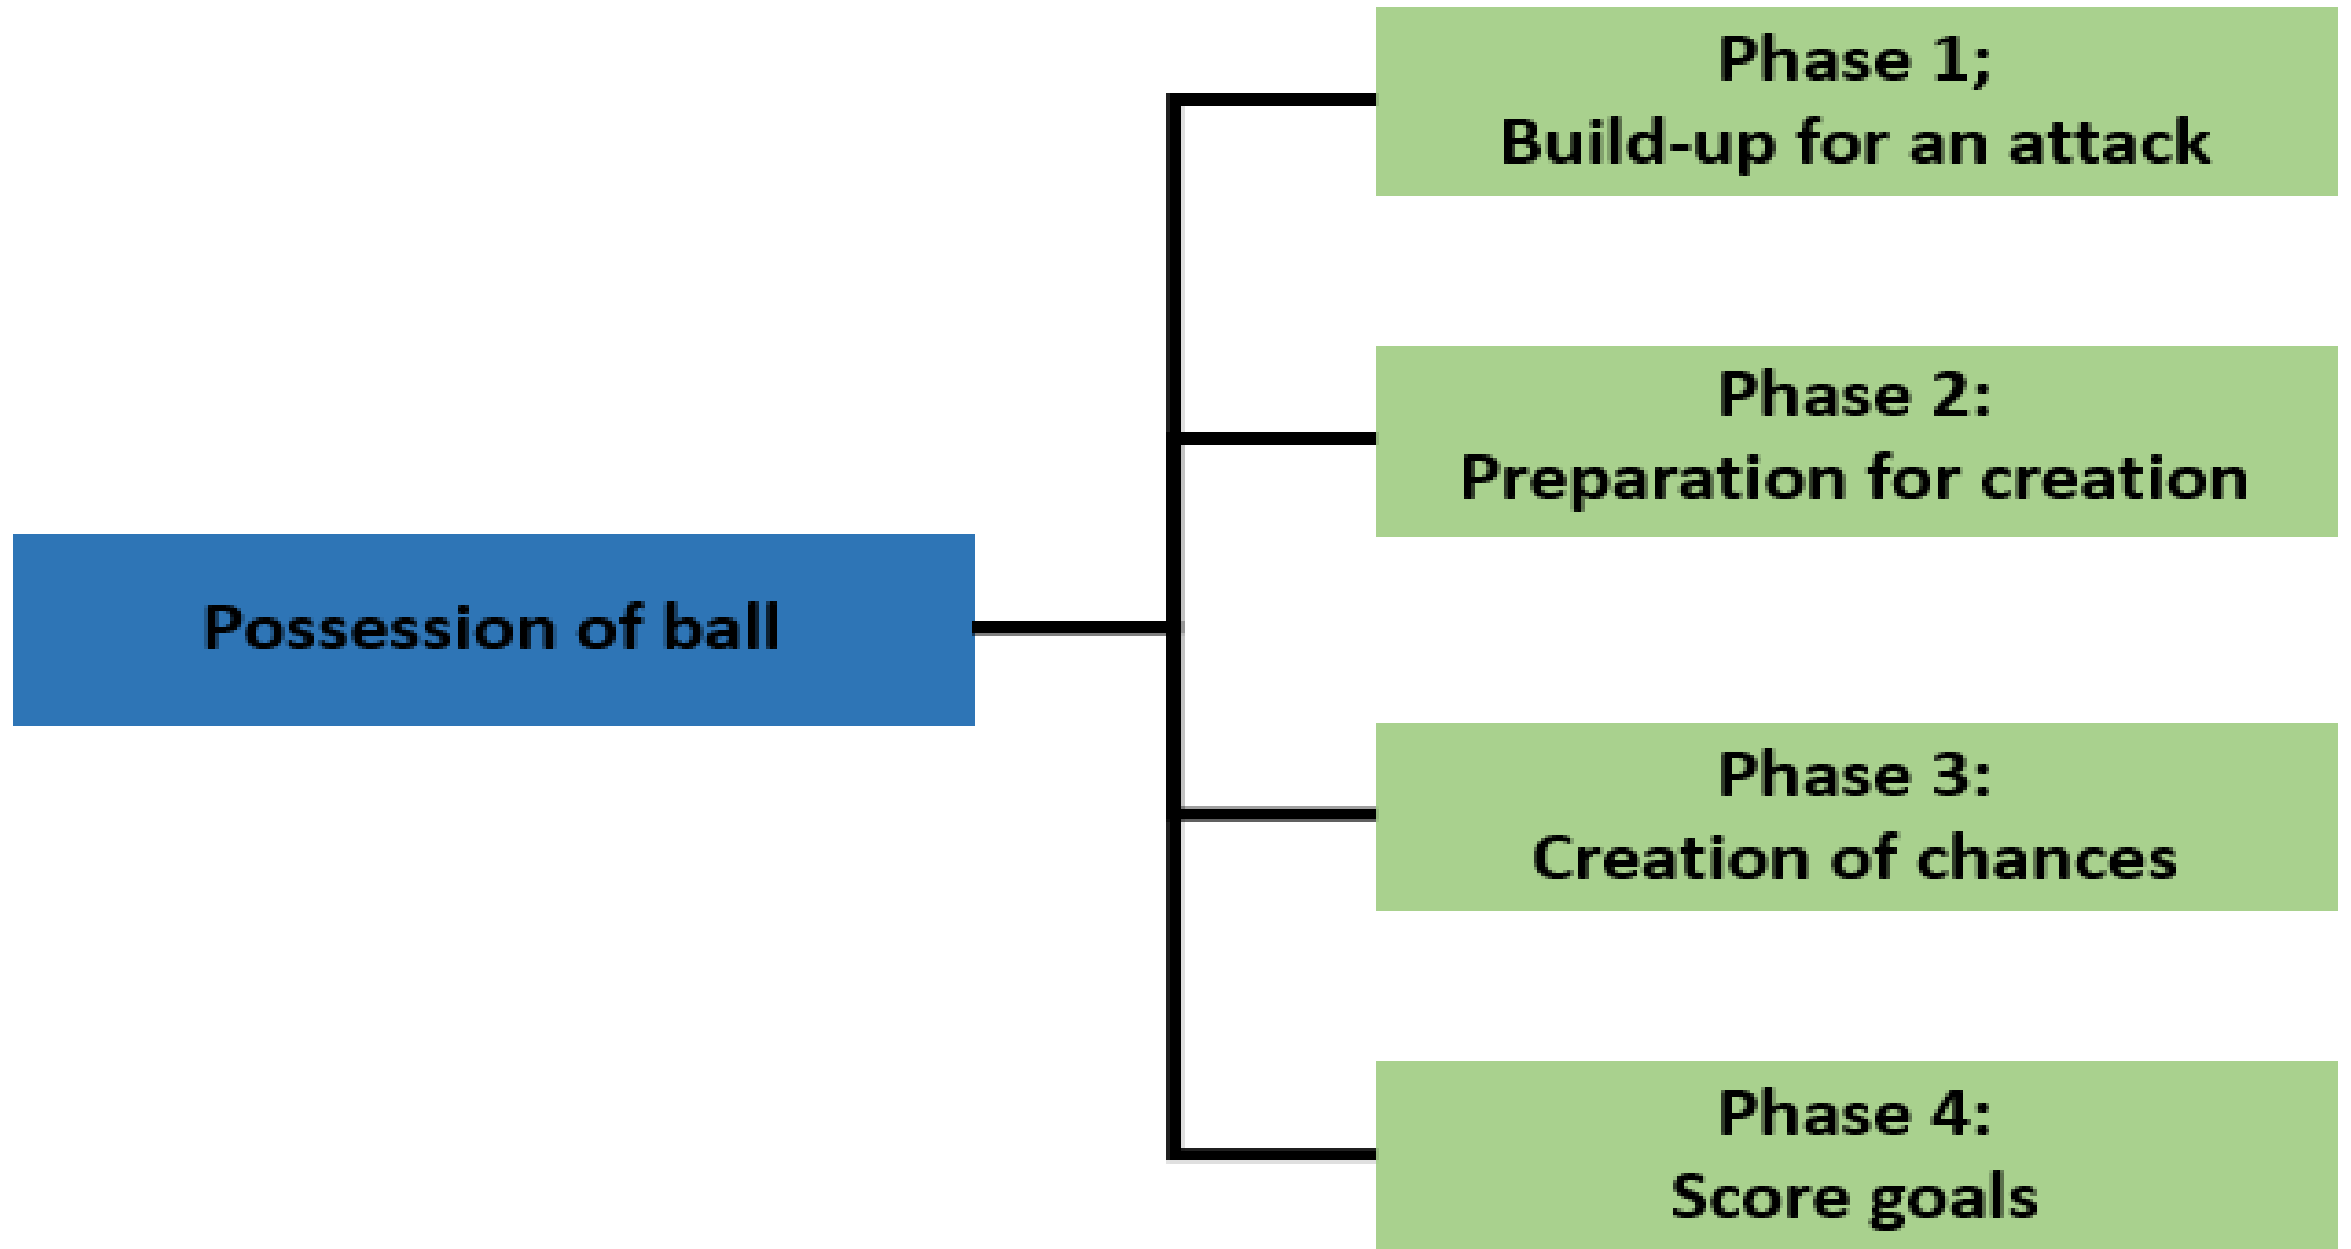 Phase 1;
Build-up for an attack
Phase 2:
Preparation for creation
Possession of ball
Phase 3:
Creation of chances
Phase 4:
Score goals